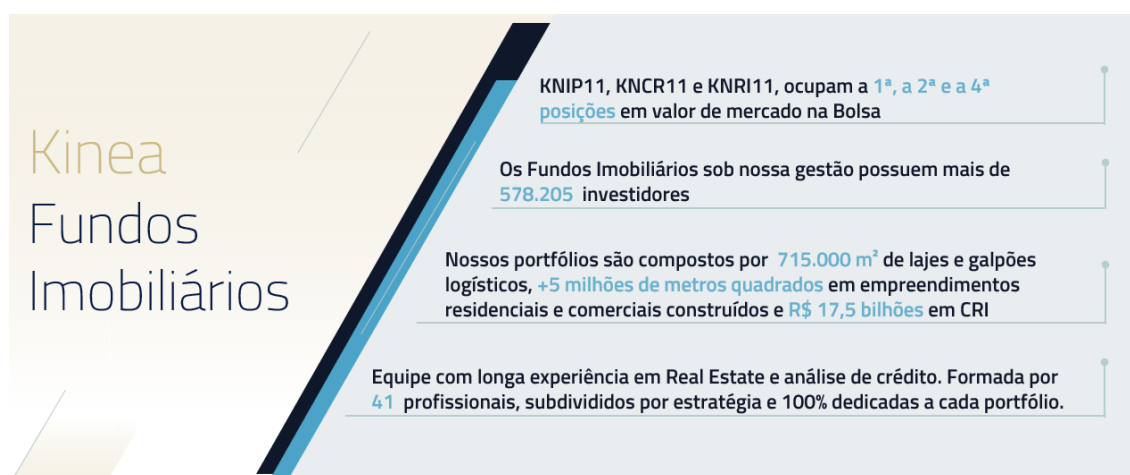 Kinea
Fundos
Imobiliários
KNIP11, KNCR11 e KNRI11, ocupam a 1ª, a 2ª e a 4ª
posições em valor de mercado na Bolsa
Os Fundos Imobiliários sob nossa gestão possuem mais de
578.205 investidores
Nossos portfólios são compostos por 715.000 m² de lajes e galpões
logísticos, +5 milhões de metros quadrados em empreendimentos
residenciais e comerciais construídos e R$ 17,5 bilhões em CRI
Equipe com longa experiência em Real Estate e análise de crédito. Formada por
41 profissionais, subdivididos por estratégia e 100% dedicadas a cada portfólio.